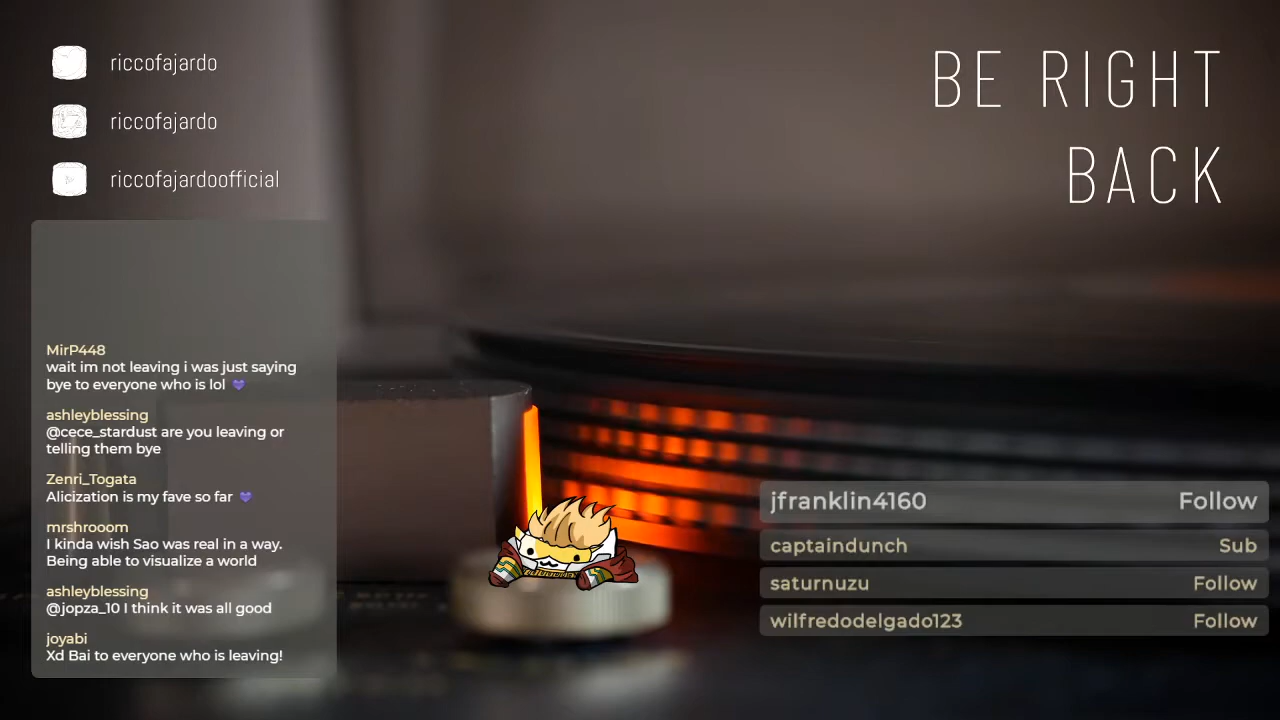 riccofajardo
riccofajardo
riccofajardoofficial
BE RIGHT
BACK
MirP448
wait im not leaving i was just saying
bye to everyone who is lol 💜
ashleyblessing
@cece_stardust are you leaving or
telling them bye
Zenri_Togata
Alicization is my fave so far 💜
mrshrooom
I kinda wish Sao was real in a way.
Being able to visualize a world
ashleyblessing
@jopza_10 I think it was all good
joyabi
Xd Bai to everyone who is leaving!
jfranklin4160 Follow
captaindunch Sub
saturnuzu Follow
wilfredodelgado123 Follow